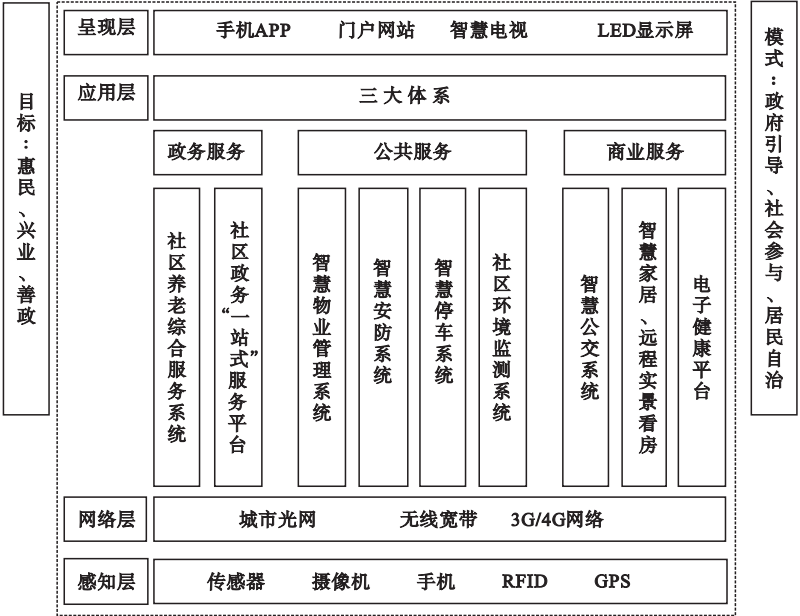 目标：惠民、兴业、善政
呈现层
手机APP 门户网站 智慧电视 LED显示屏
应用层
三大体系
政务服务
公共服务
商业服务
社区养老综合服务系统
社区政务“一站式”服务平台
智慧物业管理系统
智慧安防系统
智慧停车系统
社区环境监测系统
智慧公交系统
智慧家居、远程实景看房
电子健康平台
网络层
城市光网 无线宽带 3G/4G网络
感知层
传感器 摄像机 手机 RFID GPS
模式：政府引导、社会参与、居民自治